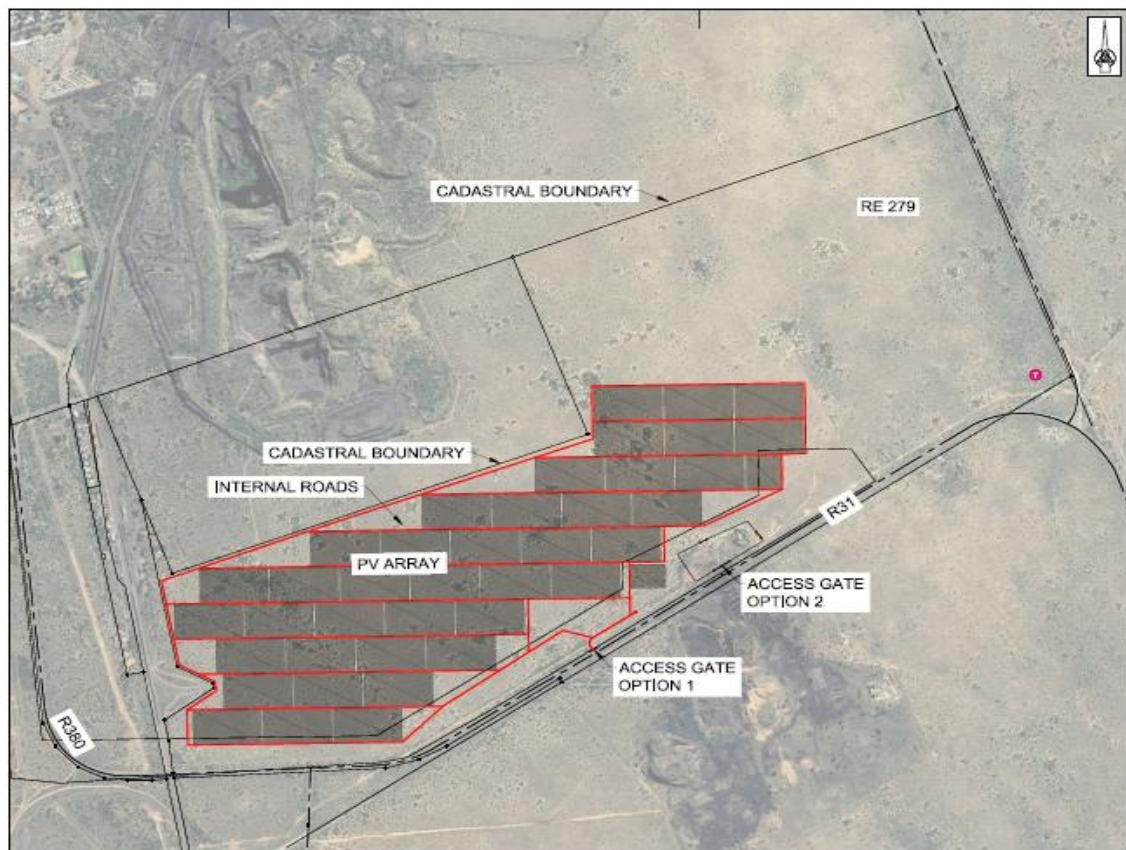 CADASTRAL BOUNDARY
RE 279
T
CADASTRAL BOUNDARY
INTERNAL ROADS
R31
PV ARRAY
ACCESS GATE
OPTION 2
ACCESS GATE
OPTION 1
R380